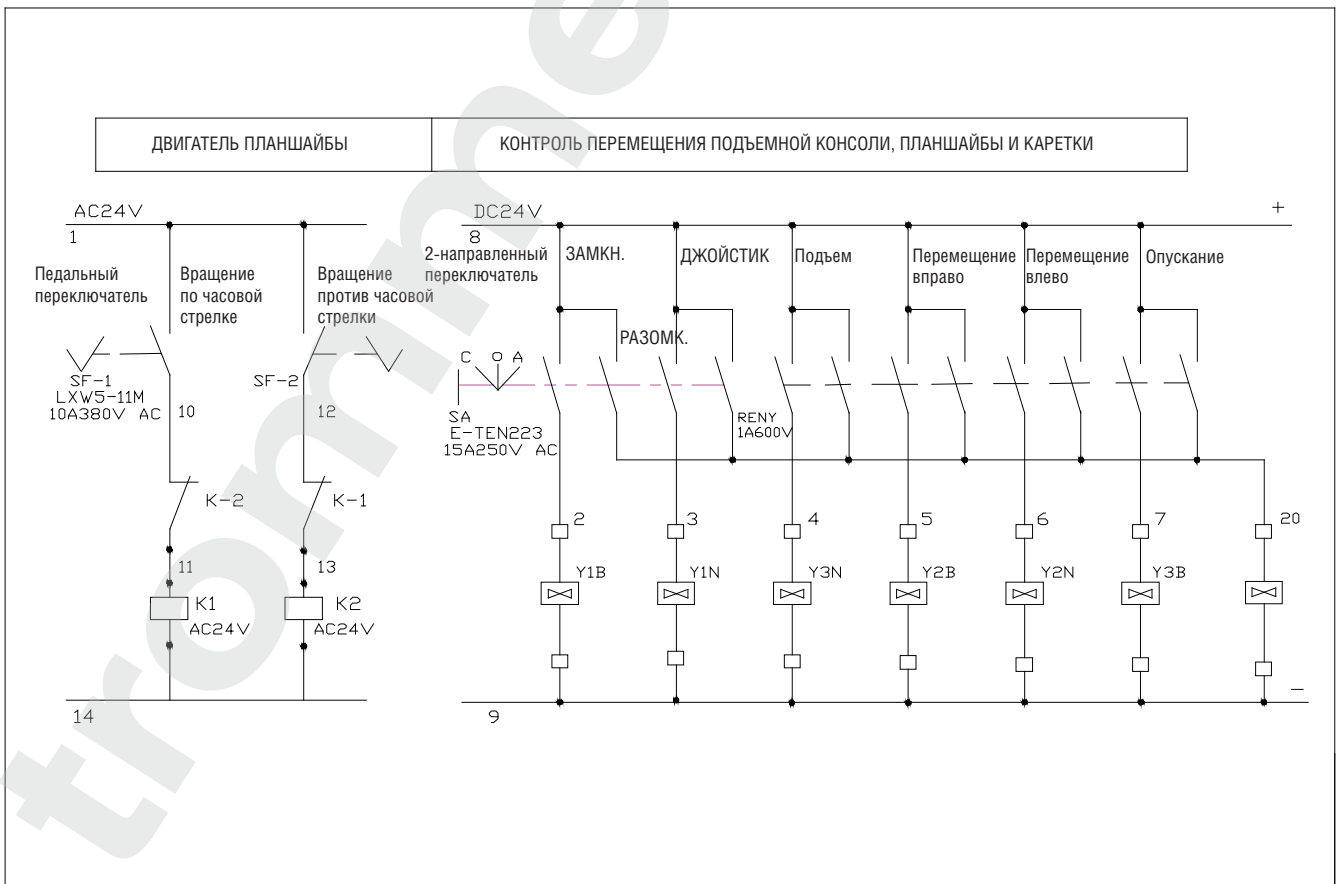 ДВИГАТЕЛЬ ПЛАНШАЙБЫ
КОНТРОЛЬ ПЕРЕМЕЩЕНИЯ ПОДЪЕМНОЙ КОНСОЛИ, ПЛАНШАЙБЫ И КАРЕТКИ
AC24V
1
Педальный
переключатель
Вращение
по часовой
стрелке
Вращение
против часовой
стрелки
SF-1
LXW5-11M
10A380V AC
10
SF-2
12
K-2
K-1
11
13
K1
AC24V
K2
AC24V
14
DC24V
+
8
2-направленный
переключатель
ЗАМКН.
ДЖОЙСТИК
Подъем
Перемещение
вправо
Перемещение
влево
Опускание
РАЗОМК.
C O A
SA
E-TEN223
15A250V AC
RENY
1A600V
2
3
4
5
6
7
20
Y1B
Y1N
Y3N
Y2B
Y2N
Y3B
9
−
tromme